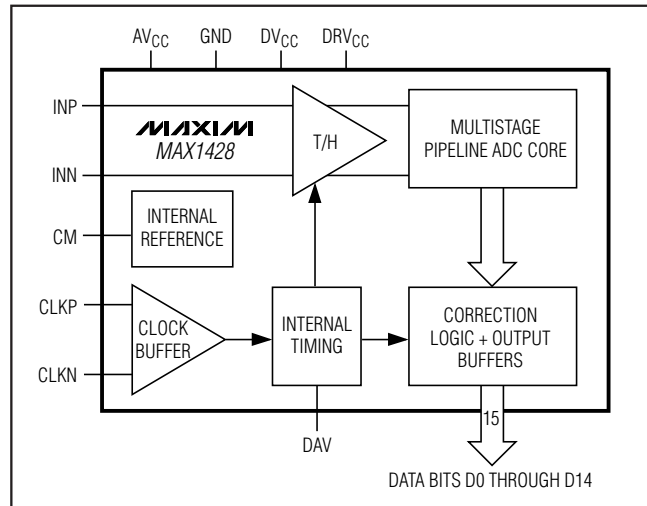 AVCC GND DVCC DRVCC
INP
INN
CM
CLKP
CLKN
MAXIM
MAX1428
T/H
MULTISTAGE
PIPELINE ADC CORE
INTERNAL
REFERENCE
CLOCK
BUFFER
INTERNAL
TIMING
CORRECTION
LOGIC + OUTPUT
BUFFERS
15
DAV
DATA BITS D0 THROUGH D14